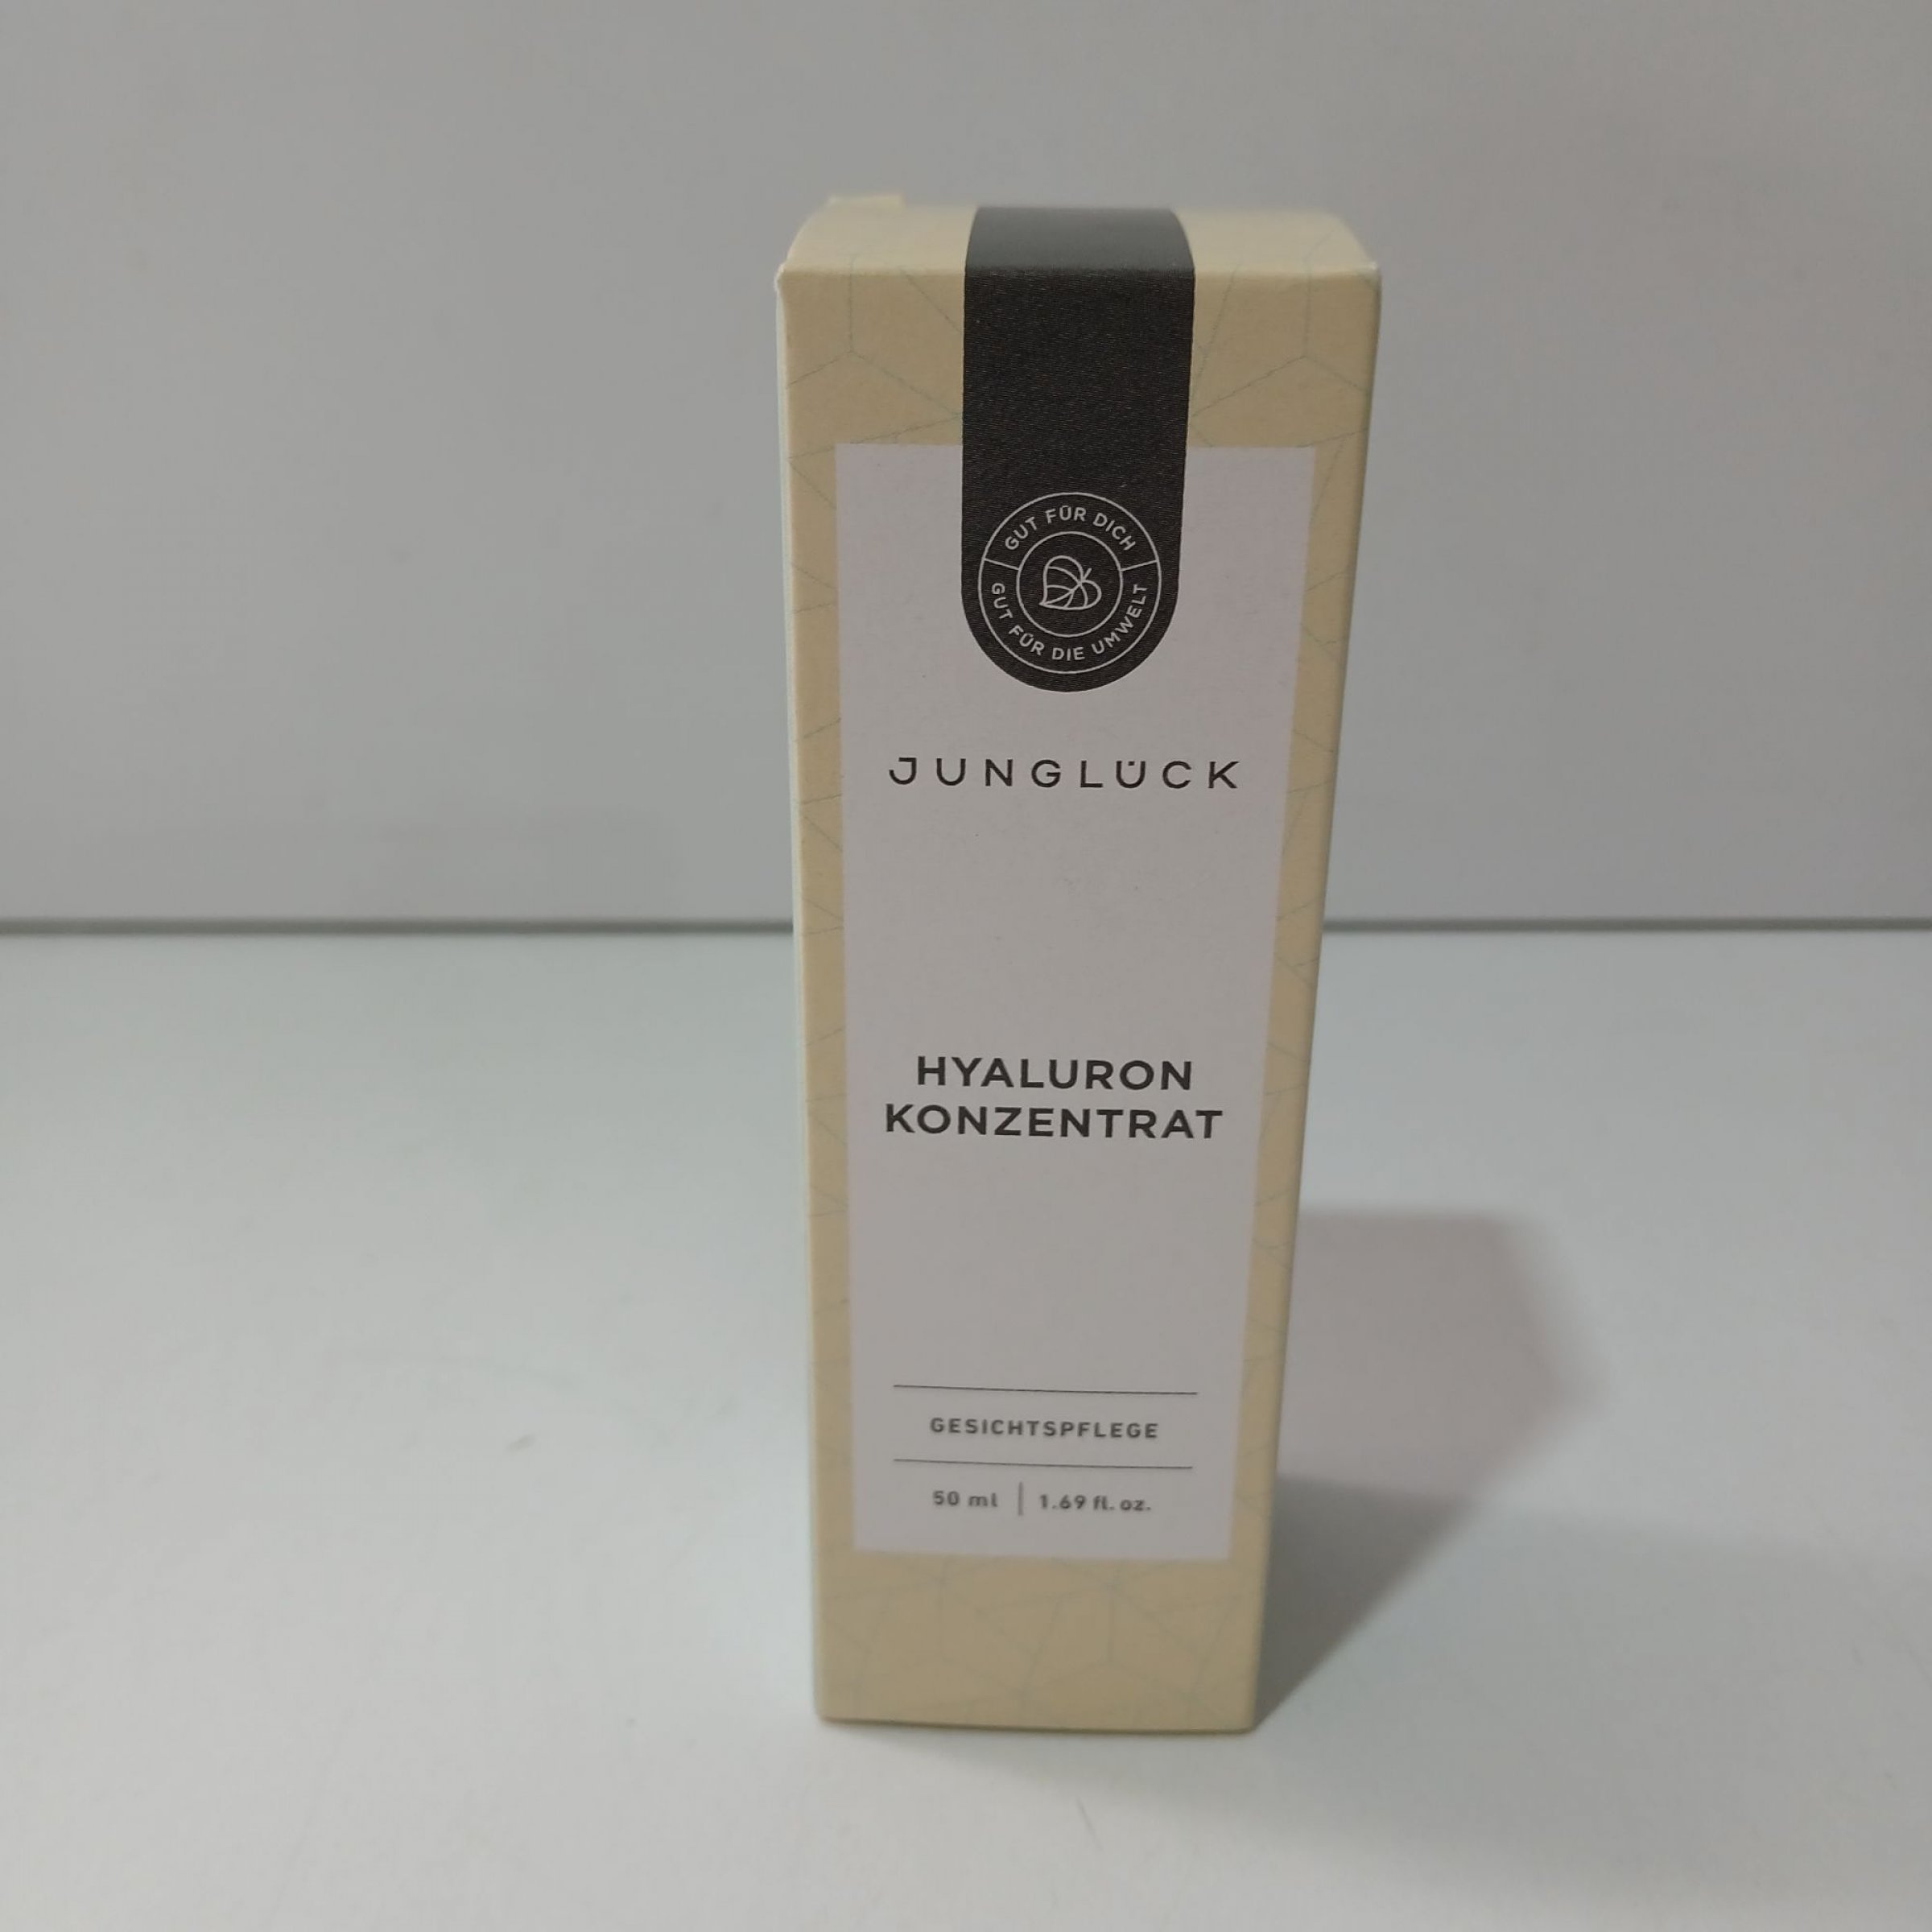 GUT FÜR DICH
GUT FÜR DIE UMWELT
JUNGLÜCK
HYALURON
KONZENTRAT
GESICHTSPFLEGE
50 ml | 1.69 fl. oz.